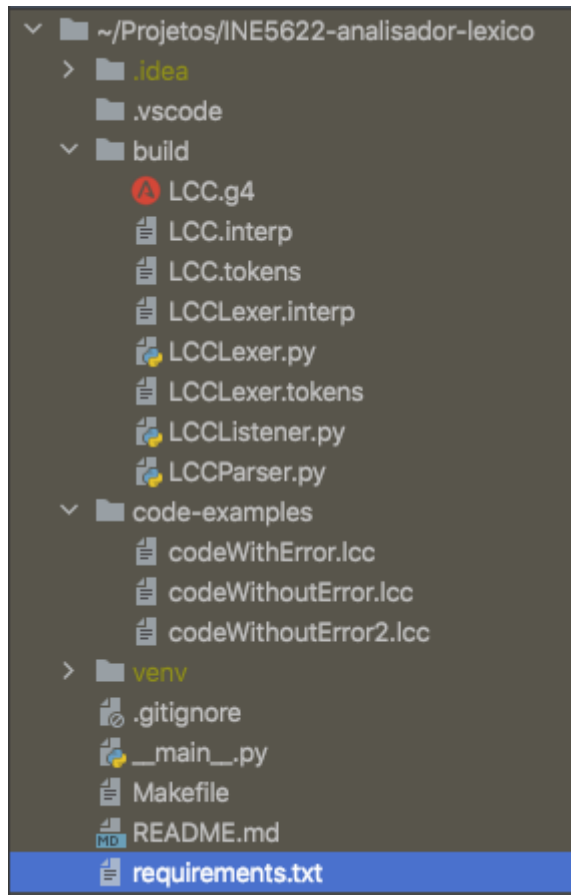 ~/Projetos/INE5622-analisador-lexico
.idea
.vscode
build
LCC.g4
LCC.interp
LCC.tokens
LCCLexer.interp
LCCLexer.py
LCCLexer.tokens
LCCListener.py
LCCParser.py
code-examples
codeWithError.lcc
codeWithoutError.lcc
codeWithoutError2.lcc
venv
.gitignore
__main__.py
Makefile
MD README.md
requirements.txt